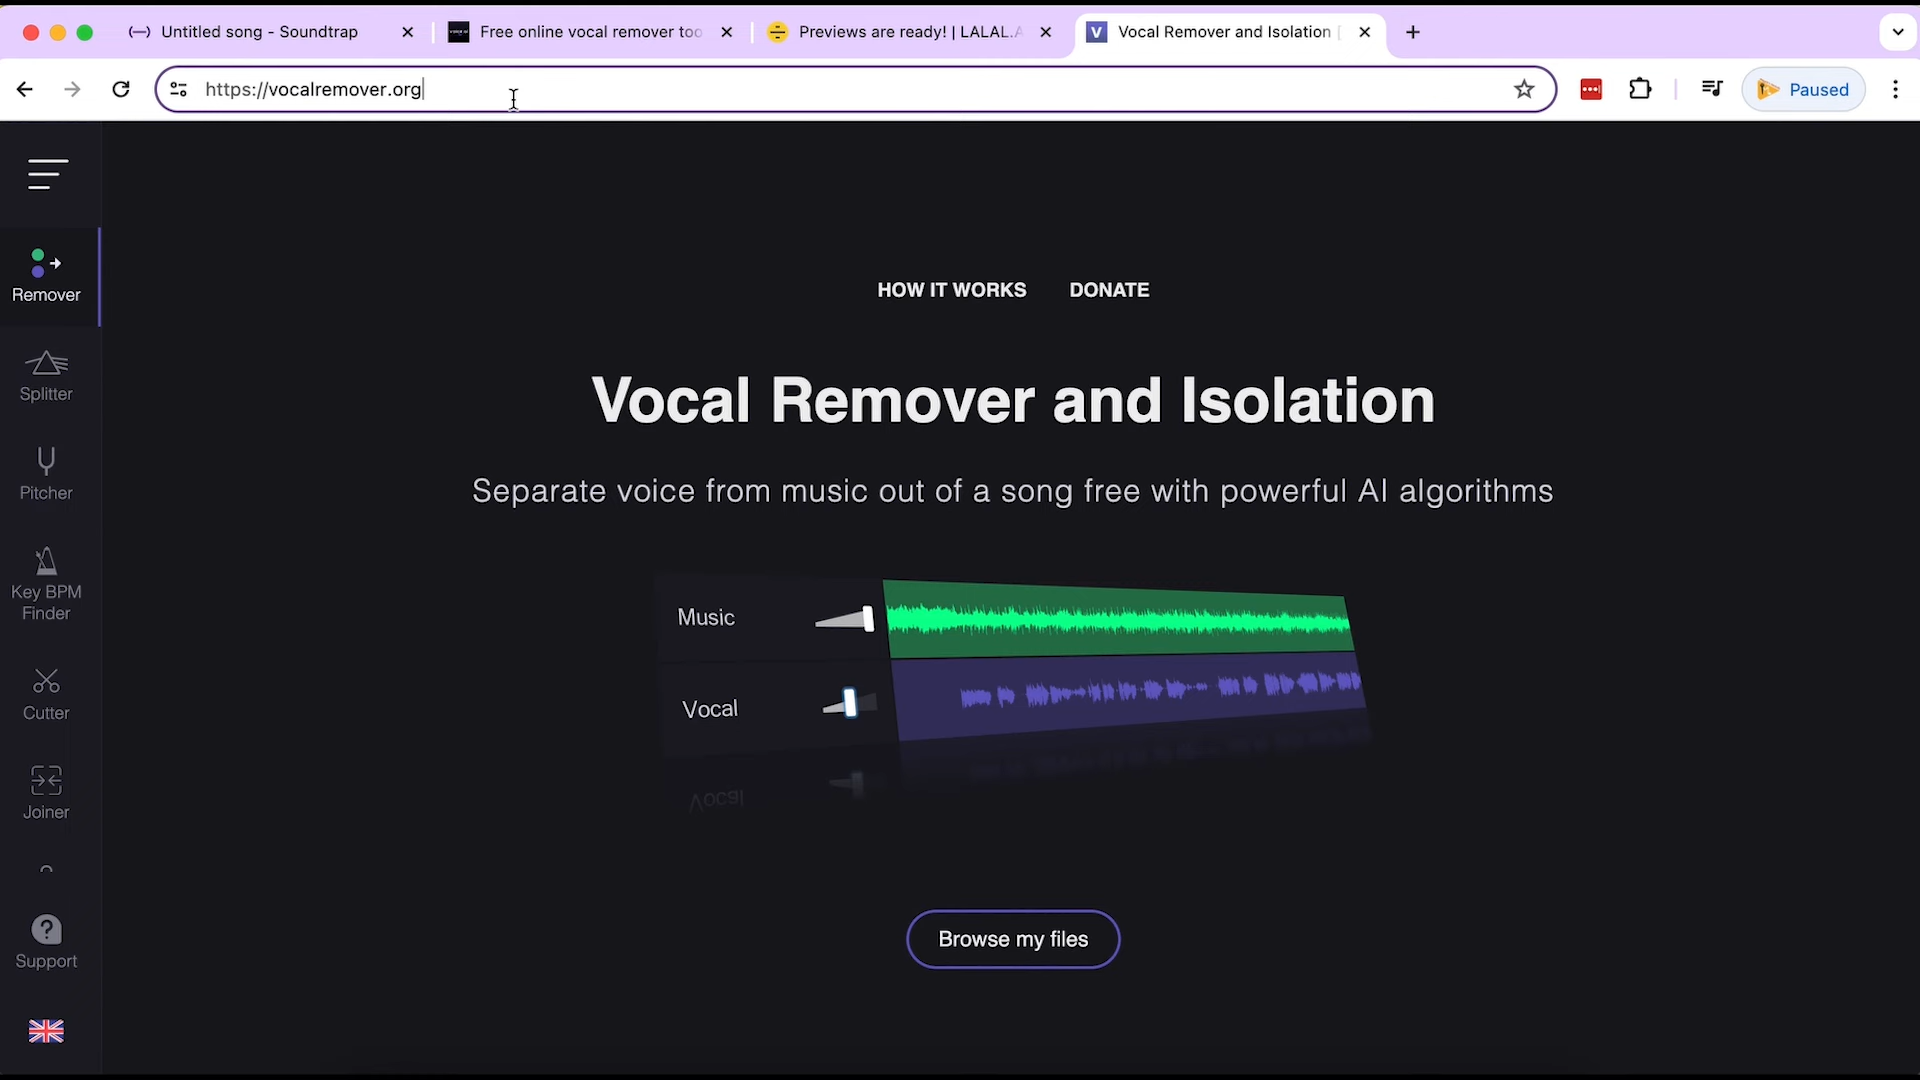 Untitled song - Soundtrap
Free online vocal remover too
Previews are ready! | LALAL.A
V
Vocal Remover and Isolation [
https://vocalremover.org
Paused
Remover
Splitter
Pitcher
Key BPM
Finder
Cutter
Joiner
Support
HOW IT WORKS
DONATE
Vocal Remover and Isolation
Separate voice from music out of a song free with powerful AI algorithms
Music
Vocal
Vocal
Browse my files